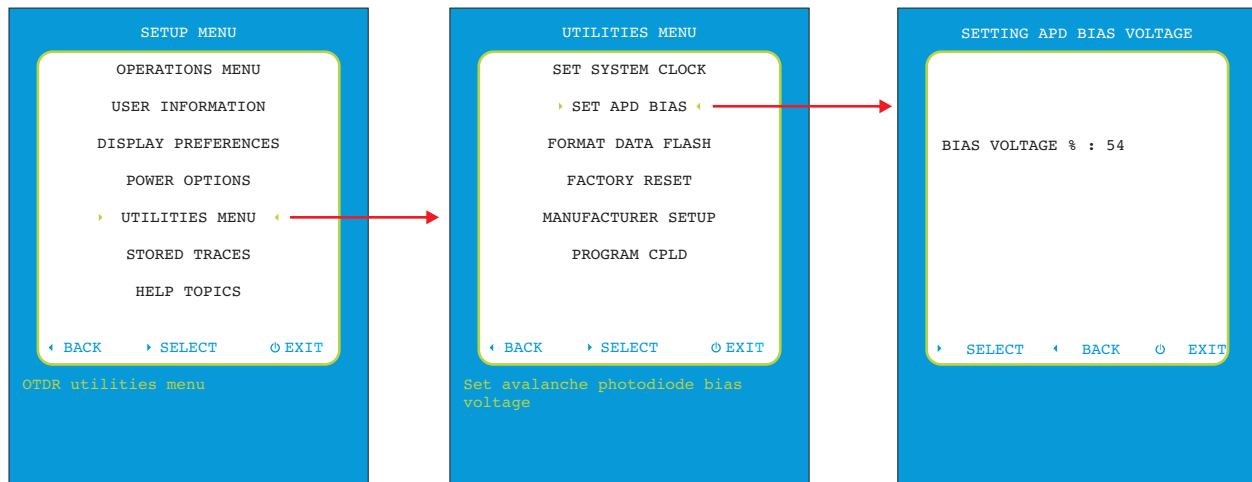 SETUP MENU
OPERATIONS MENU
USER INFORMATION
DISPLAY PREFERENCES
POWER OPTIONS
UTILITIES MENU
STORED TRACES
HELP TOPICS
BACK SELECT EXIT
OTDR utilities menu
UTILITIES MENU
SET SYSTEM CLOCK
SET APD BIAS
FORMAT DATA FLASH
FACTORY RESET
MANUFACTURER SETUP
PROGRAM CPLD
BACK SELECT EXIT
Set avalanche photodiode bias
voltage
SETTING APD BIAS VOLTAGE
BIAS VOLTAGE % : 54
SELECT BACK EXIT